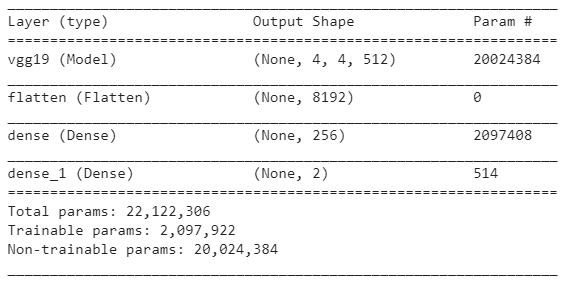 Layer (type) Output Shape Param #
vgg19 (Model) (None, 4, 4, 512) 20024384
flatten (Flatten) (None, 8192) 0
dense (Dense) (None, 256) 2097408
dense_1 (Dense) (None, 2) 514
Total params: 22,122,306
Trainable params: 2,097,922
Non-trainable params: 20,024,384